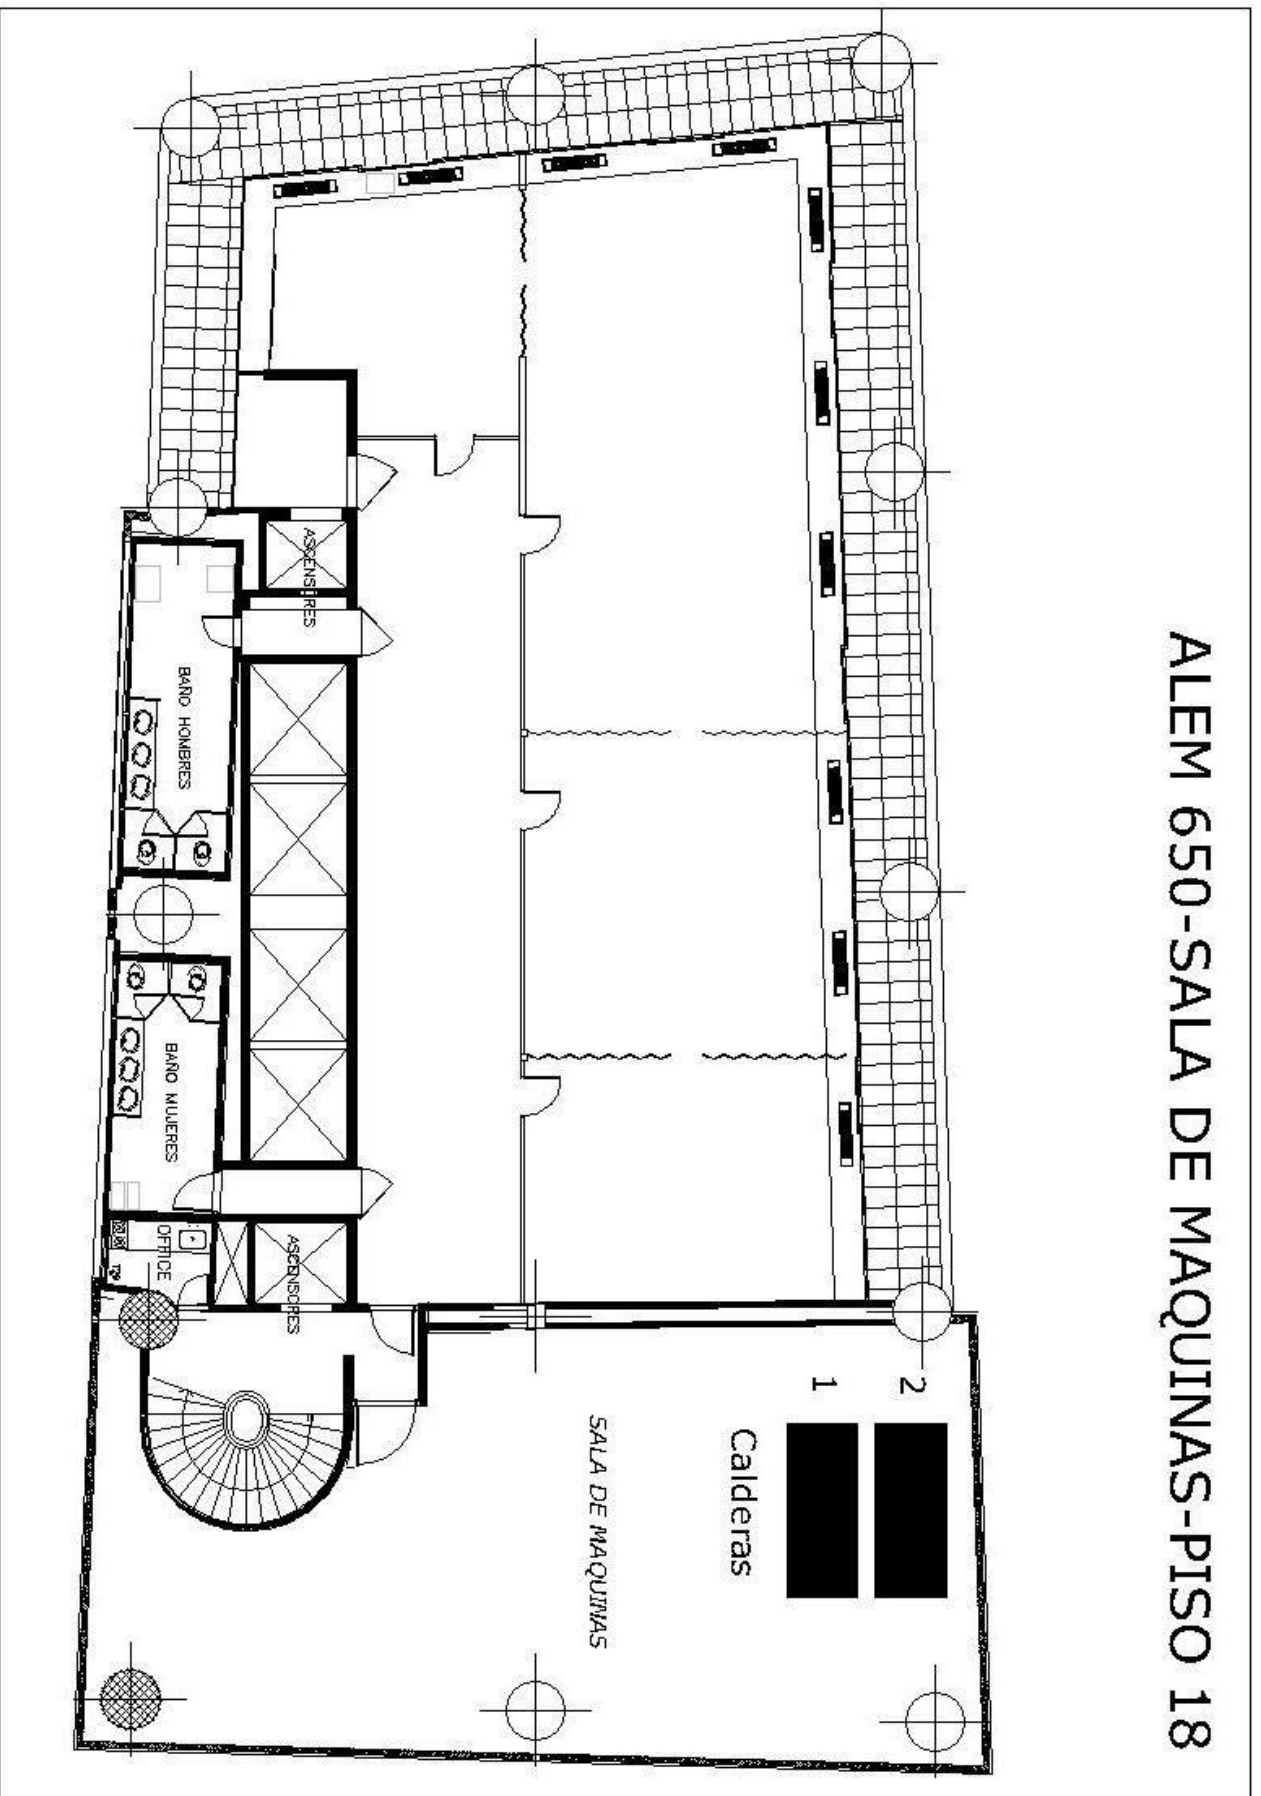 ALEM 650-SALA DE MAQUINAS-PISO 18
2
1
Calderas
SALA DE MAQUINAS
ASCENSORES
BAÑO HOMBRES
BAÑO MUJERES
OFFICE
ASCENSORES